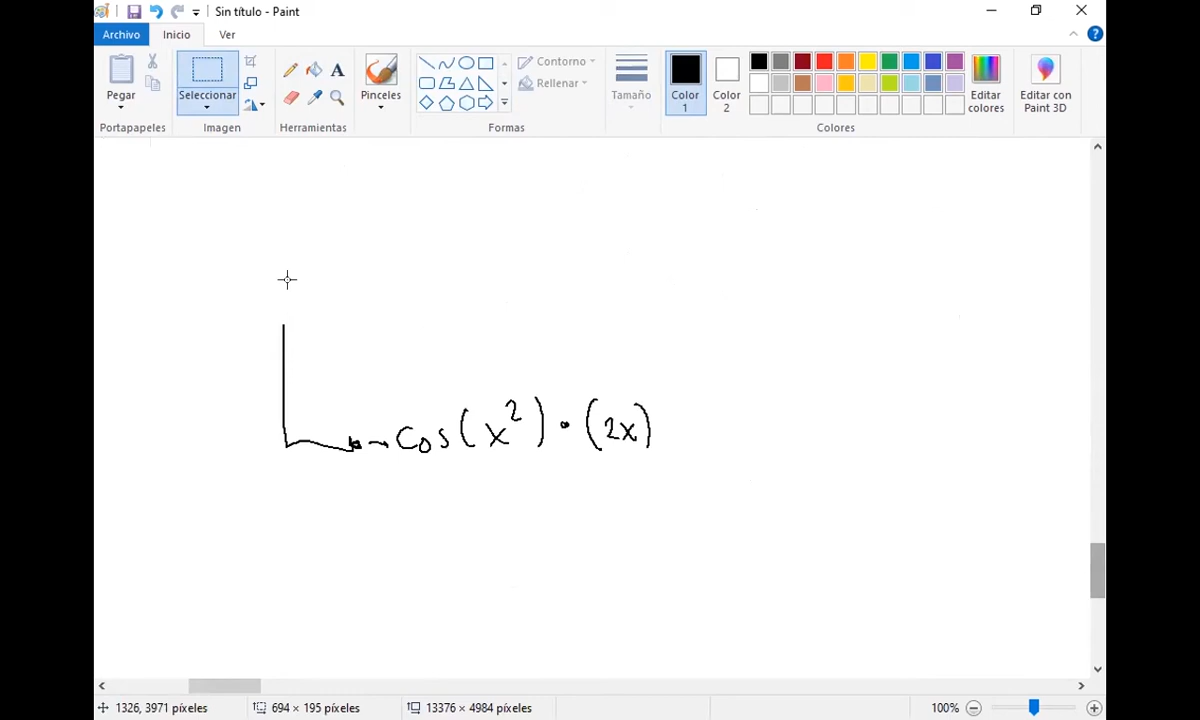 Sin título - Paint
Archivo Inicio Ver
Pegar
Portapapeles
Seleccionar
Imagen
A
Herramientas
Pinceles
Contorno
Rellenar
Formas
Tamaño
Color 1
Color 2
Editar colores
Editar con Paint 3D
Colores
cos(x²)·(2x)
1326, 3971 píxeles 694 × 195 píxeles 13376 × 4984 píxeles 100%